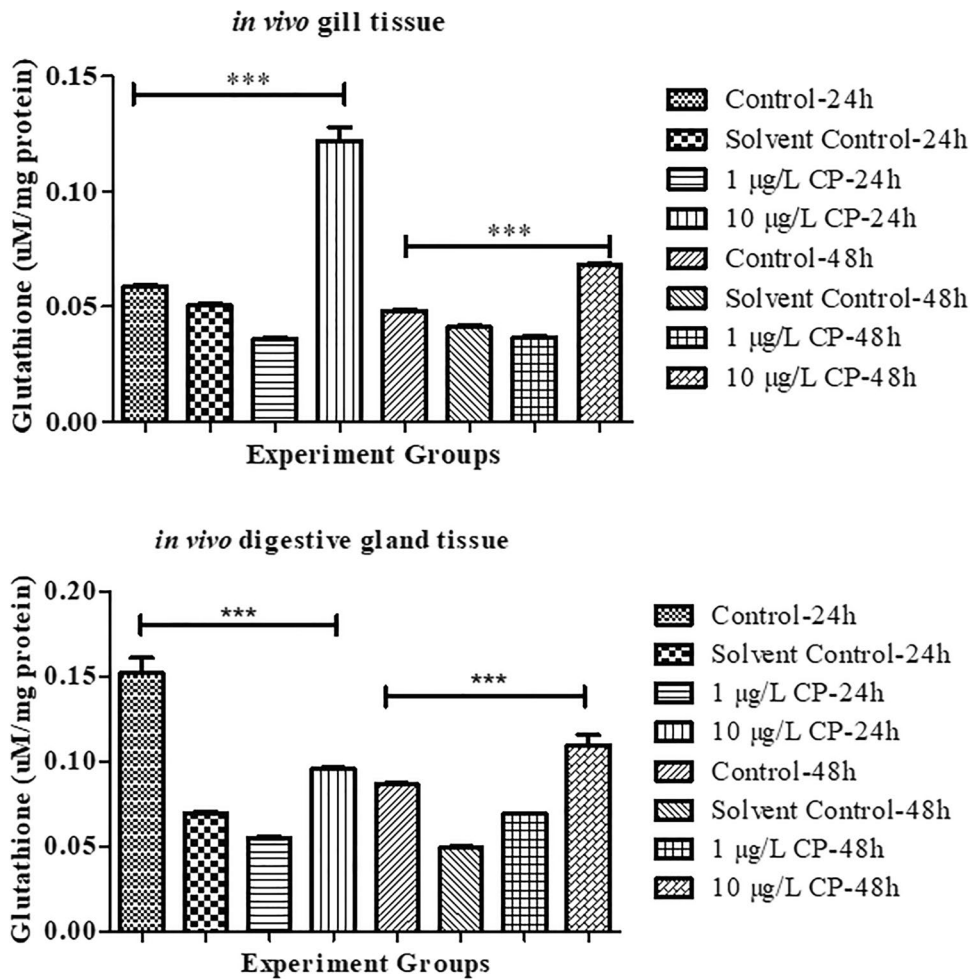 in vivo gill tissue
Glutathione (uM/mg protein)
0.15
0.10
0.05
0.00
***
***
Experiment Groups
Control-24h
Solvent Control-24h
1 µg/L CP-24h
10 µg/L CP-24h
Control-48h
Solvent Control-48h
1 µg/L CP-48h
10 µg/L CP-48h
in vivo digestive gland tissue
Glutathione (uM/mg protein)
0.20
0.15
0.10
0.05
0.00
***
***
Experiment Groups
Control-24h
Solvent Control-24h
1 µg/L CP-24h
10 µg/L CP-24h
Control-48h
Solvent Control-48h
1 µg/L CP-48h
10 µg/L CP-48h